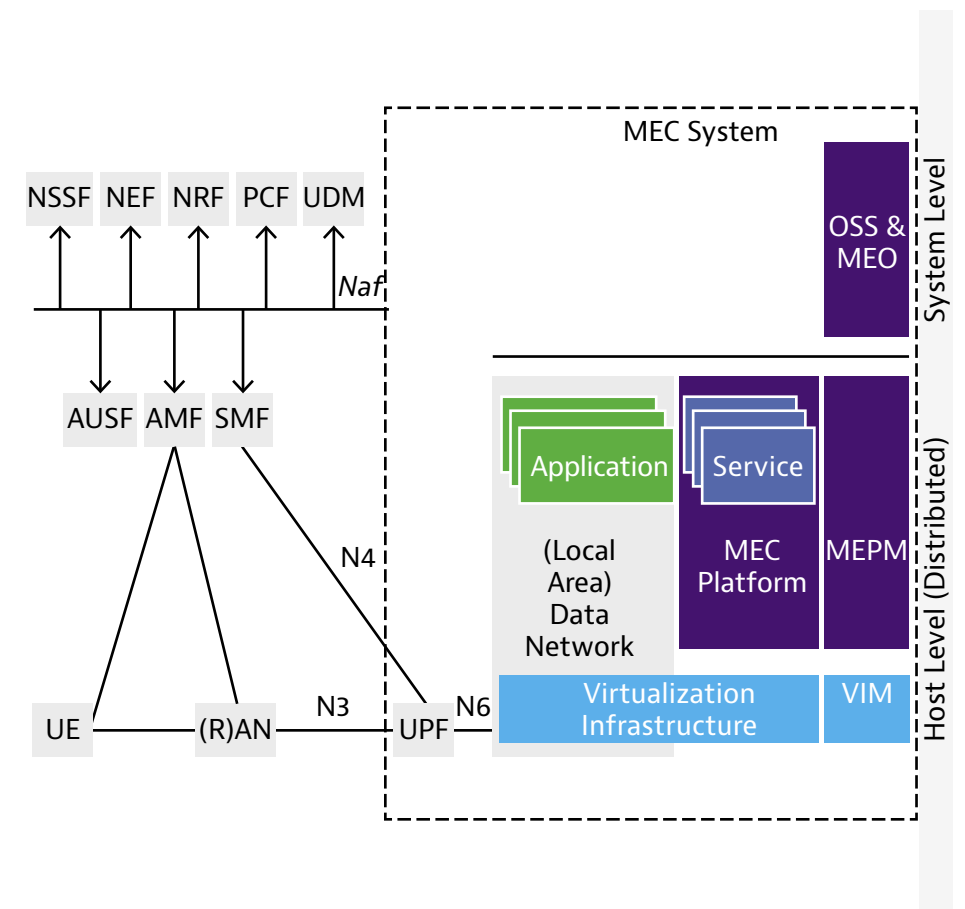 MEC System
NSSF
NEF
NRF
PCF
UDM
OSS &
MEO
System Level
Naf
AUSF
AMF
SMF
Application
Service
N4
(Local
Area)
Data
Network
MEC
Platform
MEPM
Host Level (Distributed)
UE
(R)AN
N3
UPF
N6
Virtualization
Infrastructure
VIM